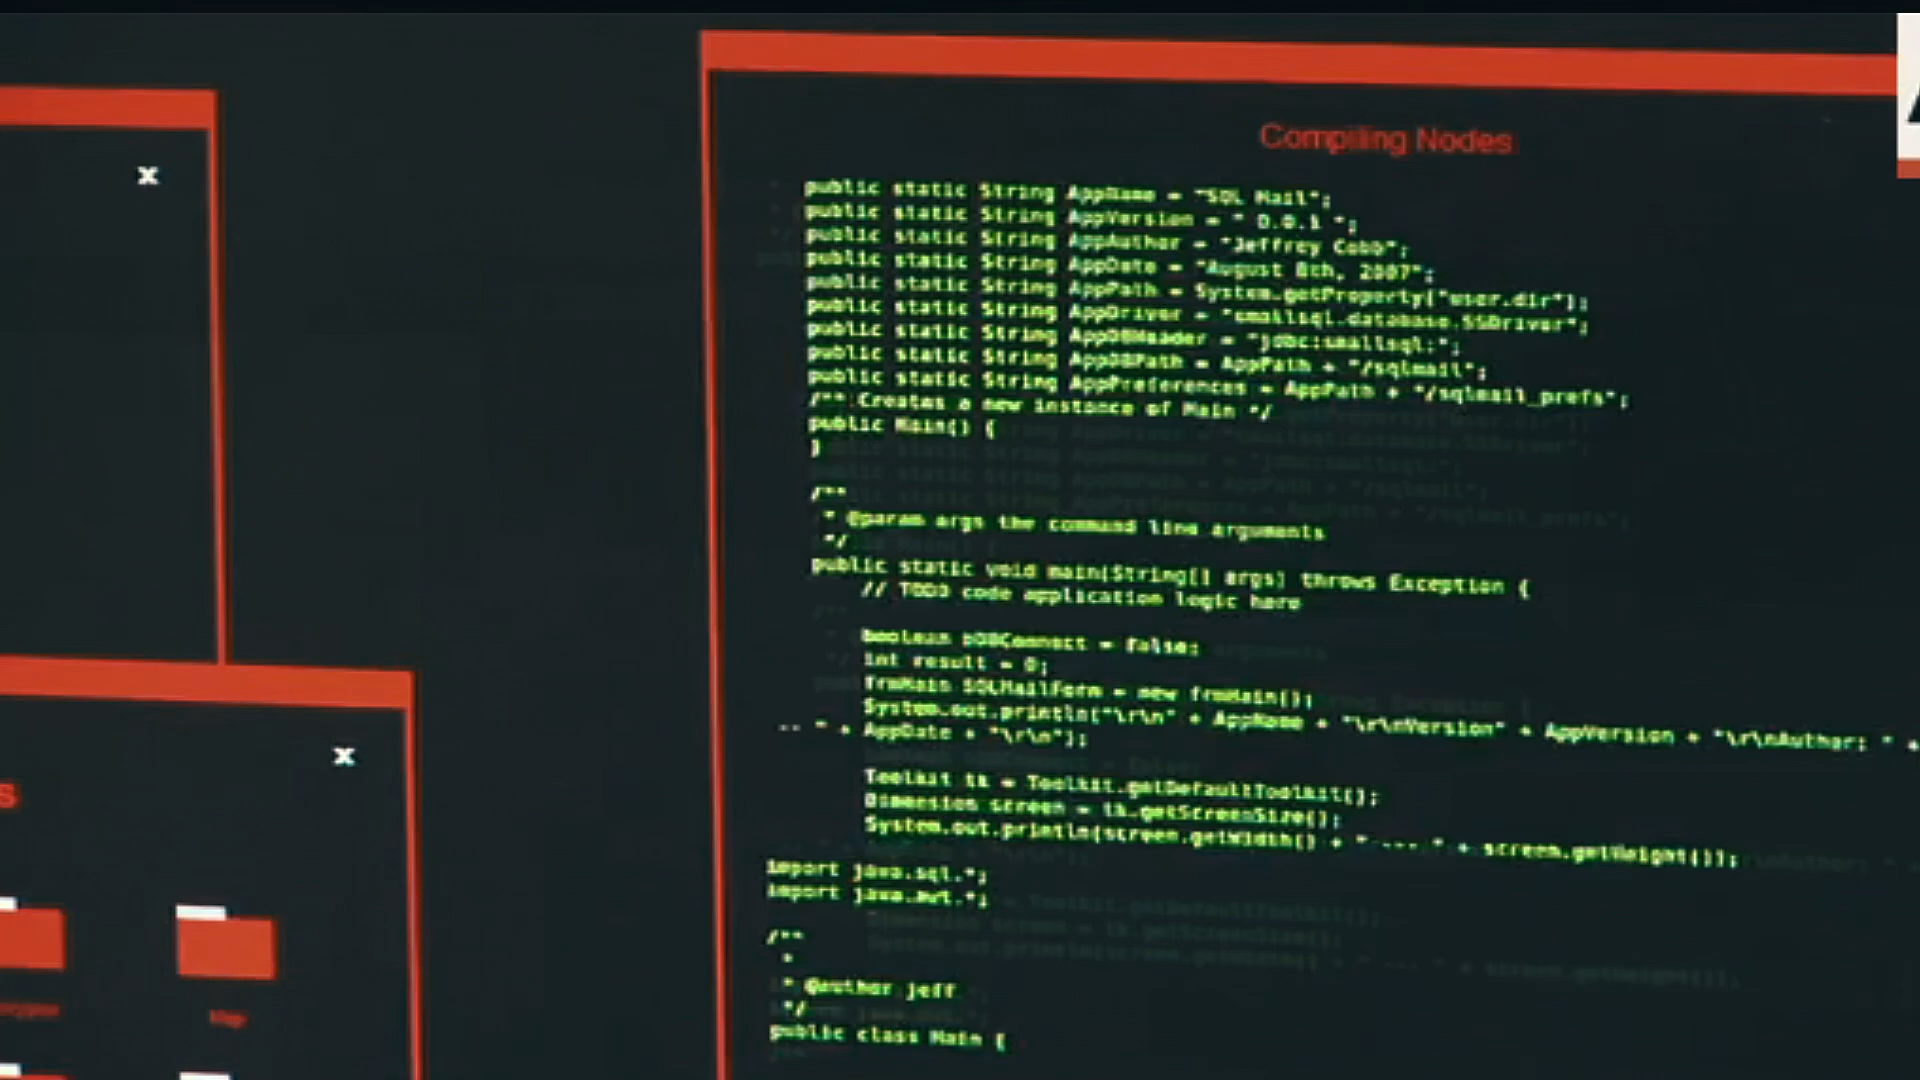 Compiling Nodes
public static String AppName = "SQL Mail";
public static String AppVersion = " 0.0.1 ";
public static String AppAuthor = "Jeffrey Cobb";
public static String AppDate = "August 8th, 2007";
public static String AppPath = System.getProperty("user.dir");
public static String AppDriver = "smallsql.database.SSDriver";
public static String AppDBHeader = "jdbc:smallsql:";
public static String AppDBPath = AppPath + "/sqlmail";
public static String AppPreferences = AppPath + "/sqlmail_prefs";
/** Creates a new instance of Main */
public Main() {
}
/**
* @param args the command line arguments
*/
public static void main(String[] args) throws Exception {
// TODO code application logic here
boolean bDBConnect = false;
int result = 0;
frmMain SQLMailForm = new frmMain();
System.out.println("\r\n" + AppName + "\r\nVersion" + AppVersion + "\r\nAuthor: " +
-- " + AppDate + "\r\n");
Toolkit tk = Toolkit.getDefaultToolkit();
Dimension screen = tk.getScreenSize();
System.out.println(screen.getWidth() + " --- " + screen.getHeight());
import java.sql.*;
import java.awt.*;
/**
*
* @author jeff
*/
public class Main {
x
x
s
Map